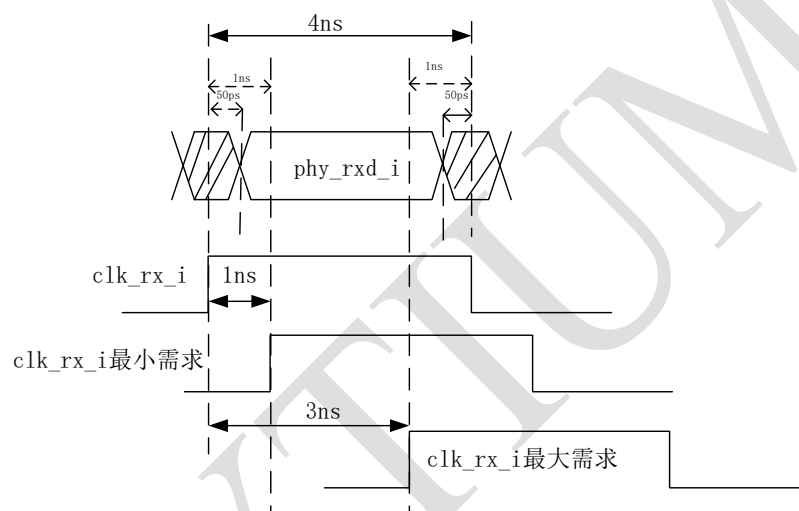 4ns
1ns
1ns
50ps
50ps
phy_rxd_i
clk_rx_i
1ns
clk_rx_i最小需求
3ns
clk_rx_i最大需求